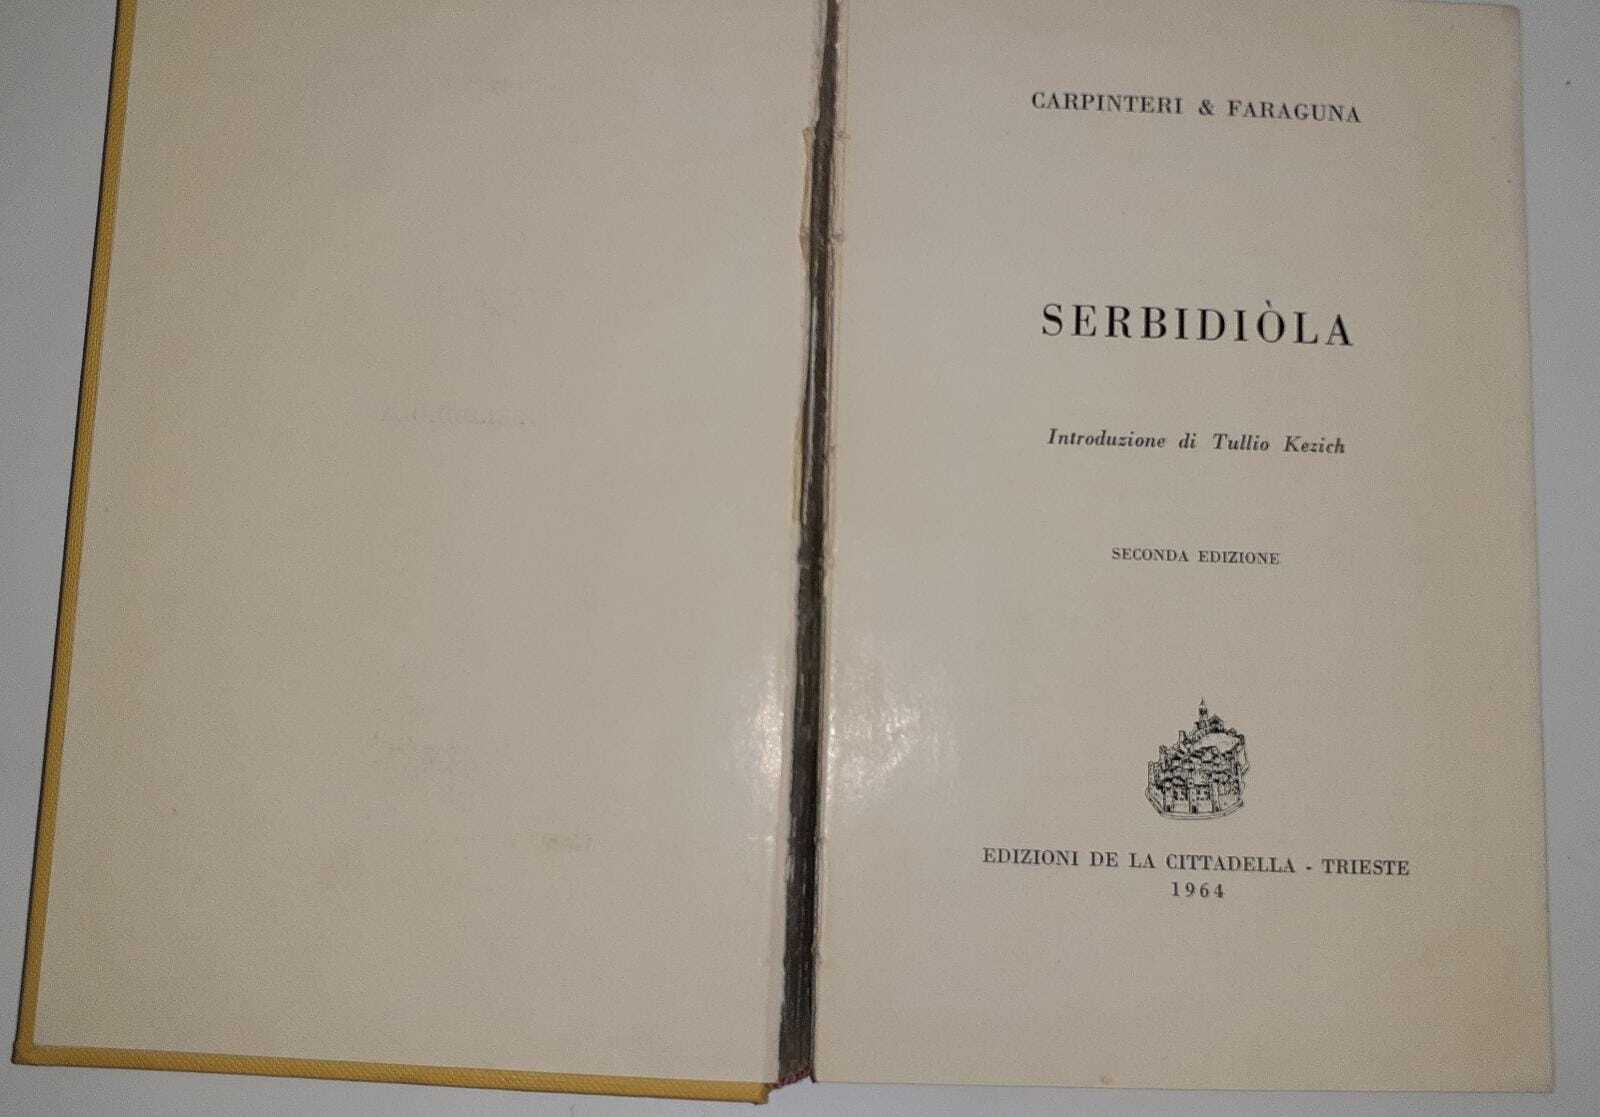 CARPINTERI & FARAGUNA
SERBIDIÒLA
Introduzione di Tullio Kezich
SECONDA EDIZIONE
EDIZIONI DE LA CITTADELLA - TRIESTE
1964